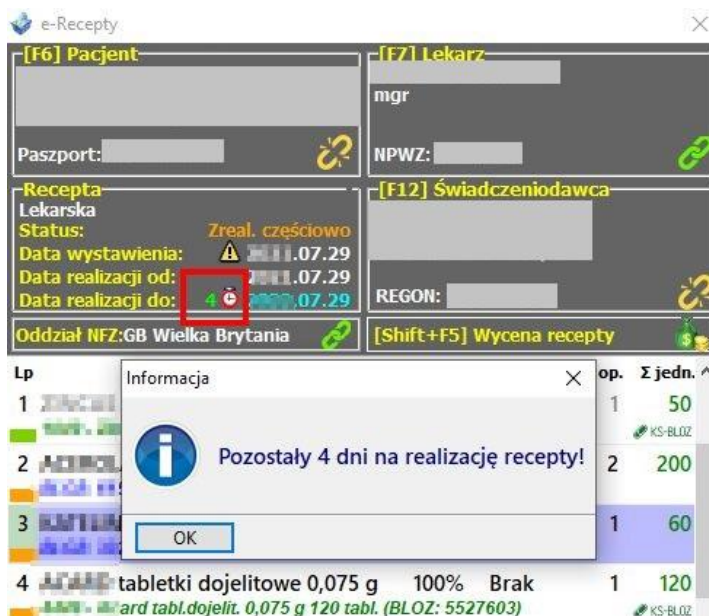 e-Recepty
[F6] Pacjent
Paszport:
[F7] Lekarz
mgr
NPWZ:
Recepta
Lekarska
Status: Zreal. częściowo
Data wystawienia: .07.29
Data realizacji od: .07.29
Data realizacji do: 4 .07.29
[F12] Świadczeniodawca
REGON:
Oddział NFZ:GB Wielka Brytania
[Shift+F5] Wycena recepty
Lp op. Σ jedn.
Informacja
Pozostały 4 dni na realizację recepty!
OK
1 1 50
KS-BLOZ
2 2 200
3 1 60
4 tabletki dojelitowe 0,075 g 100% Brak 1 120
ard tabl.dojelit. 0,075 g 120 tabl. (BLOZ: 5527603) KS-BLOZ